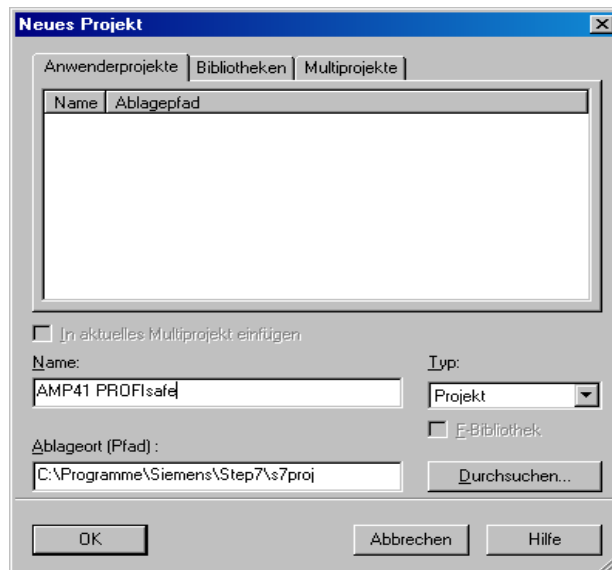 Neues Projekt
Anwenderprojekte Bibliotheken Multiprojekte
Name Ablagepfad
In aktuelles Multiprojekt einfügen
Name: Typ:
AMP41 PROFIsafe Projekt
F-Bibliothek
Ablageort (Pfad) :
C:\Programme\Siemens\Step7\s7proj Durchsuchen...
OK Abbrechen Hilfe